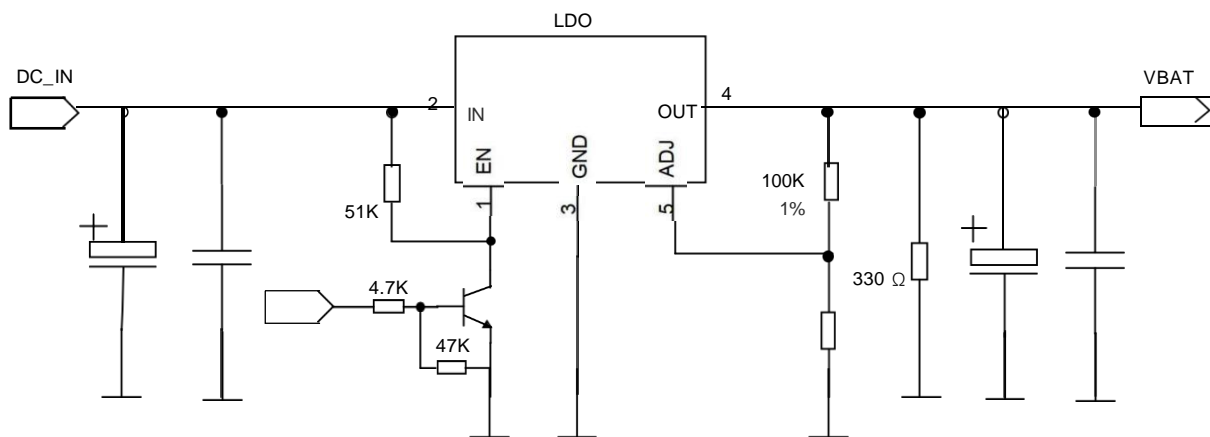 LDO
DC_IN
VBAT
2
IN
OUT
4
EN
GND
ADJ
1
3
5
51K
100K
1%
4.7K
47K
330 Ω
+
+